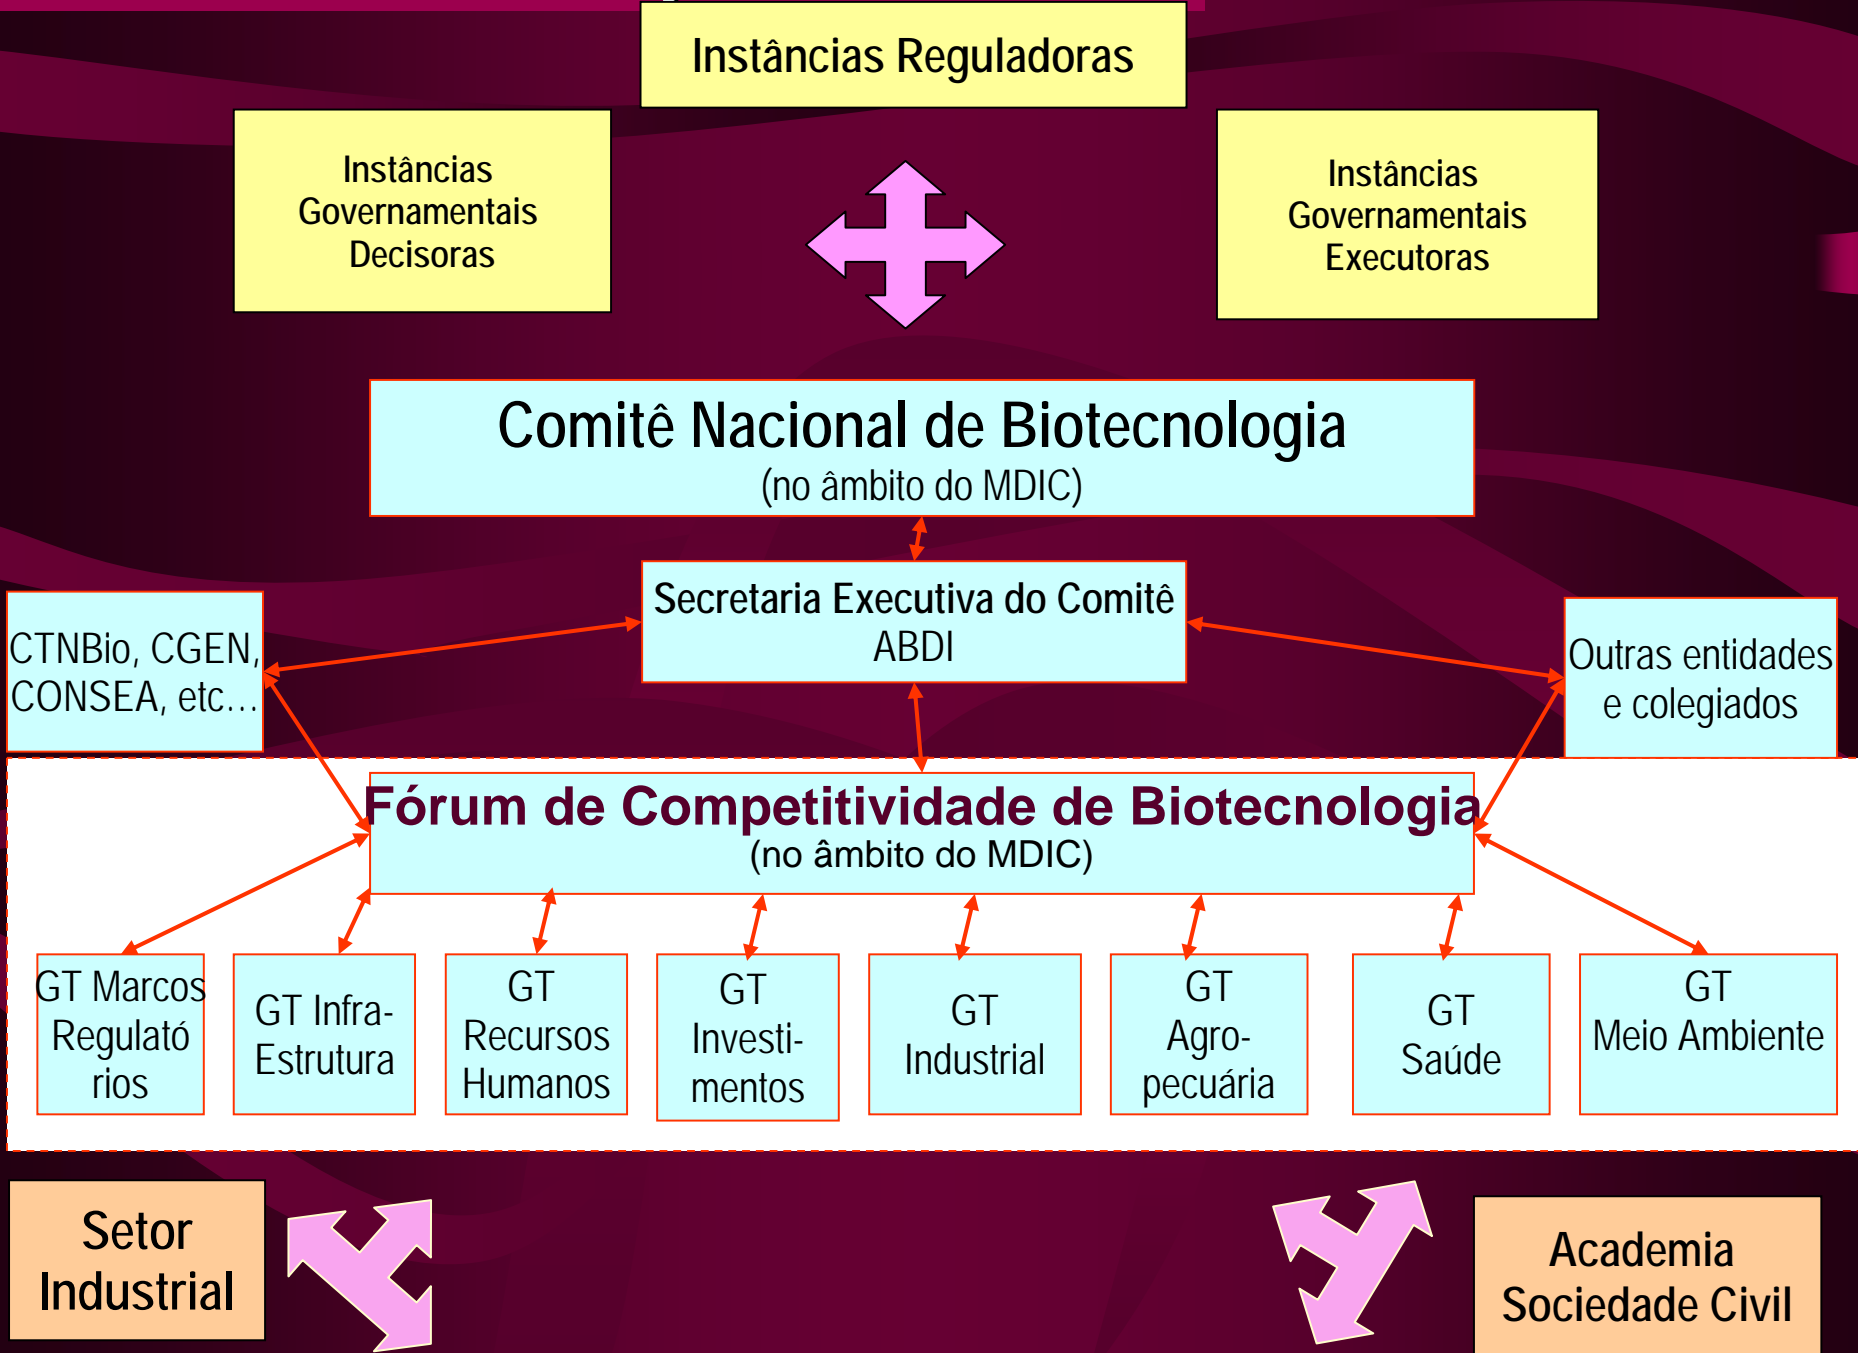 Instâncias Reguladoras
Instâncias
Governamentais
Decisoras
Instâncias
Governamentais
Executoras
Comitê Nacional de Biotecnologia
(no âmbito do MDIC)
Secretaria Executiva do Comitê
ABDI
CTNBio, CGEN,
CONSEA, etc...
Outras entidades
e colegiados
Fórum de Competitividade de Biotecnologia
(no âmbito do MDIC)
GT Marcos
Regulató
rios
GT Infra-
Estrutura
GT
Recursos
Humanos
GT
Investi-
mentos
GT
Industrial
GT
Agro-
pecuária
GT
Saúde
GT
Meio Ambiente
Setor
Industrial
Academia
Sociedade Civil